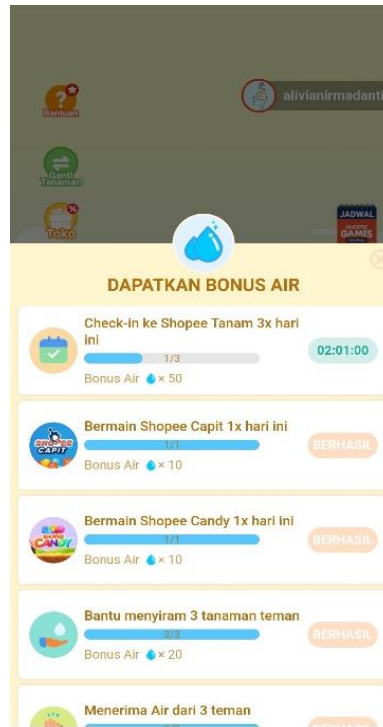 Bantuan
alivianirmadanti
Ganti
Tanaman
Toko
JADWAL
SHOPEE
GAMES
DAPATKAN BONUS AIR
Check-in ke Shopee Tanam 3x hari
ini
1/3
02:01:00
Bonus Air × 50
Bermain Shopee Capit 1x hari ini
SHOPEE
CAPIT
1/1
BERHASIL
Bonus Air × 10
Bermain Shopee Candy 1x hari ini
CANDY
1/1
BERHASIL
Bonus Air × 10
Bantu menyiram 3 tanaman teman
3/3
BERHASIL
Bonus Air × 20
Menerima Air dari 3 teman